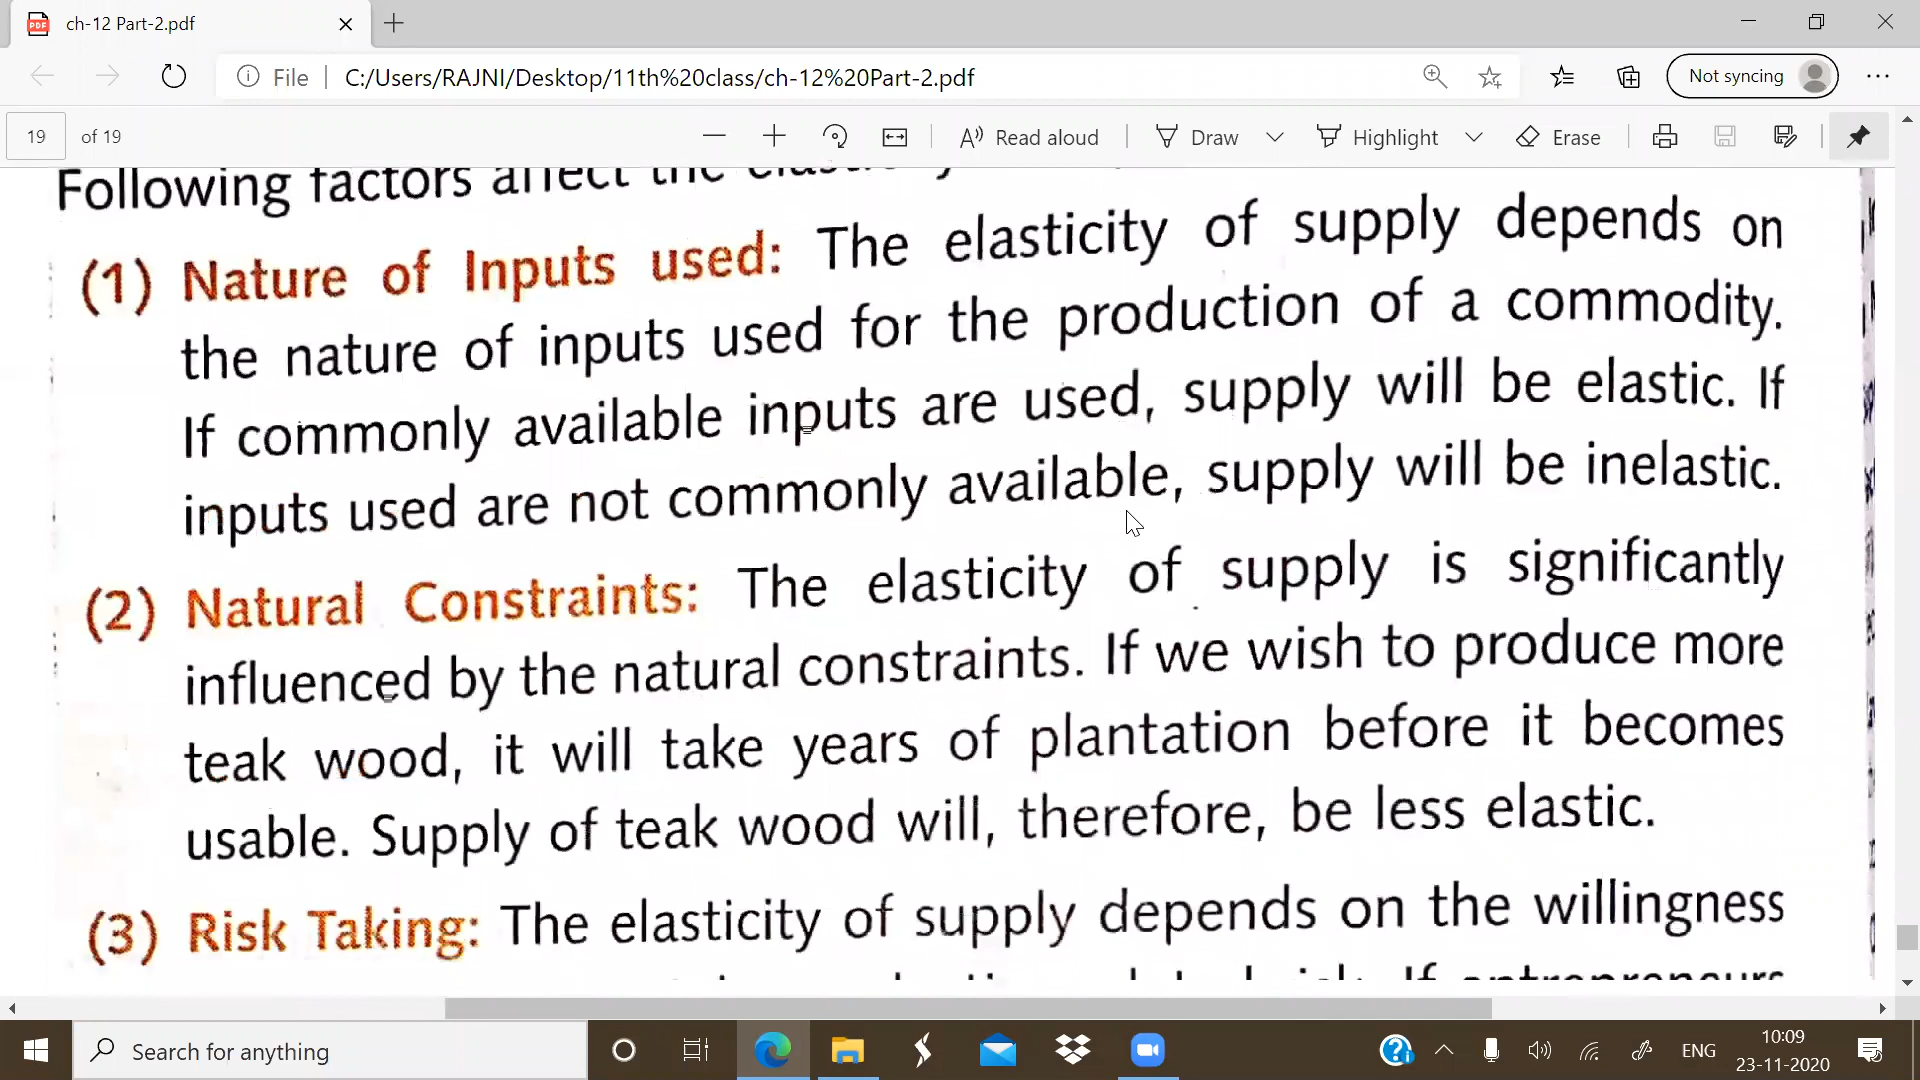 ch-12 Part-2.pdf
File
C:/Users/RAJNI/Desktop/11th%20class/ch-12%20Part-2.pdf
Not syncing
19 of 19
Read aloud
Draw
Highlight
Erase
Following factors affect the
(1) Nature of Inputs used: The elasticity of supply depends on
the nature of inputs used for the production of a commodity.
If commonly available inputs are used, supply will be elastic. If
inputs used are not commonly available, supply will be inelastic.
(2) Natural Constraints: The elasticity of supply is significantly
influenced by the natural constraints. If we wish to produce more
teak wood, it will take years of plantation before it becomes
usable. Supply of teak wood will, therefore, be less elastic.
(3) Risk Taking: The elasticity of supply depends on the willingness
If entrepreneurs
Search for anything
ENG
10:09
23-11-2020